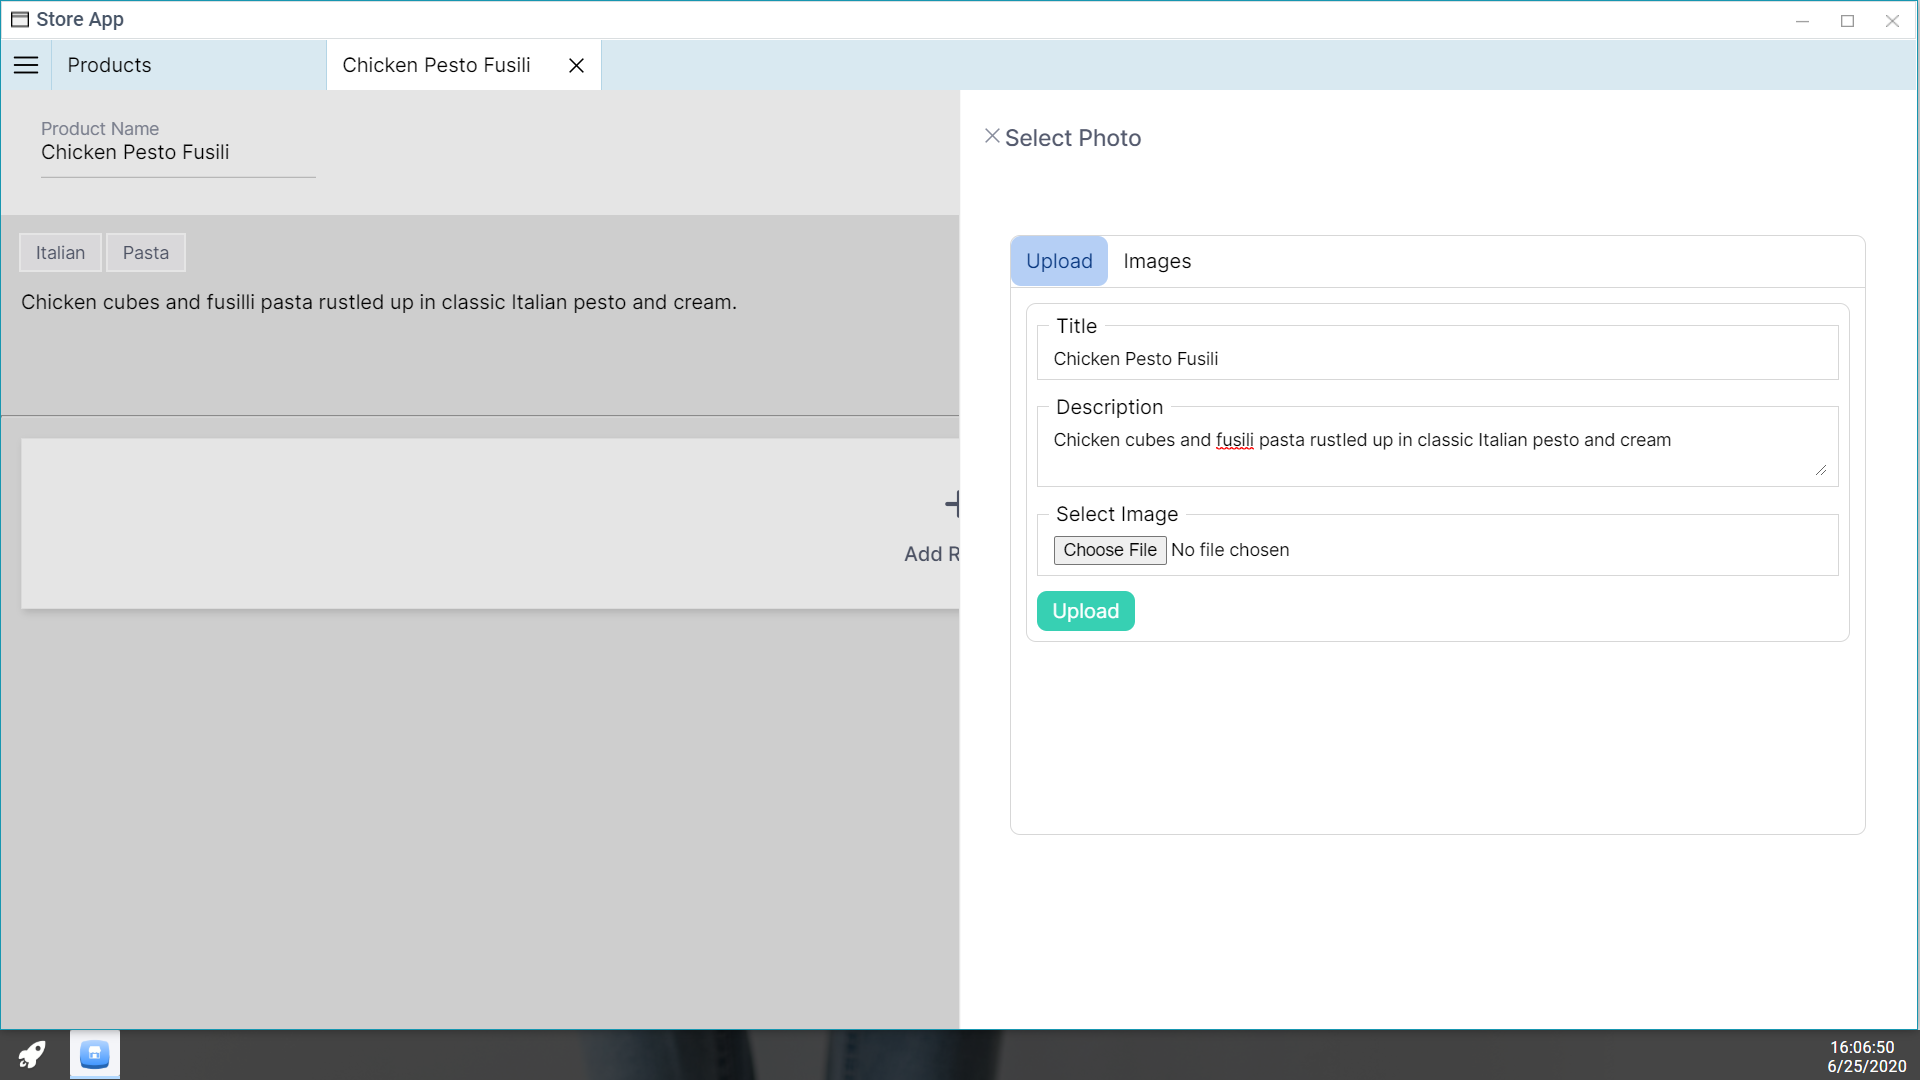 Store App
Products
Chicken Pesto Fusili
Product Name
Chicken Pesto Fusili
Italian
Pasta
Chicken cubes and fusilli pasta rustled up in classic Italian pesto and cream.
Add R
Select Photo
Upload
Images
Title
Chicken Pesto Fusili
Description
Chicken cubes and fusili pasta rustled up in classic Italian pesto and cream
Select Image
Choose File No file chosen
Upload
16:06:50
6/25/2020